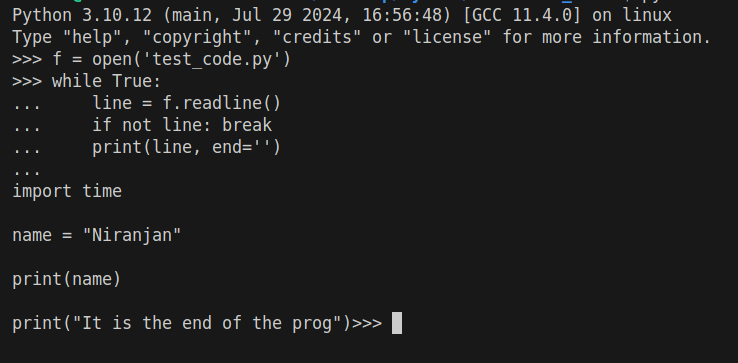 Python 3.10.12 (main, Jul 29 2024, 16:56:48) [GCC 11.4.0] on linux
Type "help", "copyright", "credits" or "license" for more information.
>>> f = open('test_code.py')
>>> while True:
...     line = f.readline()
...     if not line: break
...     print(line, end='')
...
import time

name = "Niranjan"

print(name)

print("It is the end of the prog")>>>